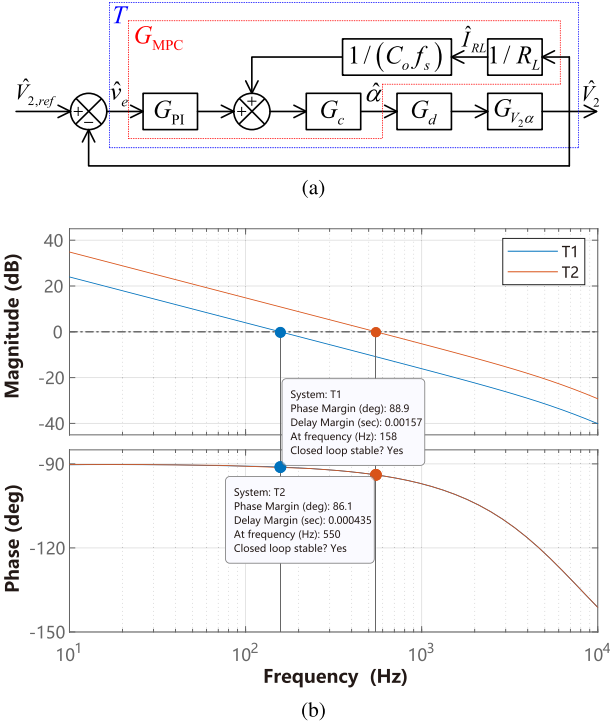 T
G_MPC
1/(C_o f_s)
Î_RL
1/R_L
V̂_2,ref
+
−
v̂_e
G_PI
+
+
G_c
α̂
G_d
G_V₂α
V̂_2
(a)
Magnitude (dB)
40
20
0
-20
-40
T1
T2
System: T1
Phase Margin (deg): 88.9
Delay Margin (sec): 0.00157
At frequency (Hz): 158
Closed loop stable? Yes
Phase (deg)
-90
-120
-150
System: T2
Phase Margin (deg): 86.1
Delay Margin (sec): 0.000435
At frequency (Hz): 550
Closed loop stable? Yes
10^1
10^2
10^3
10^4
Frequency (Hz)
(b)